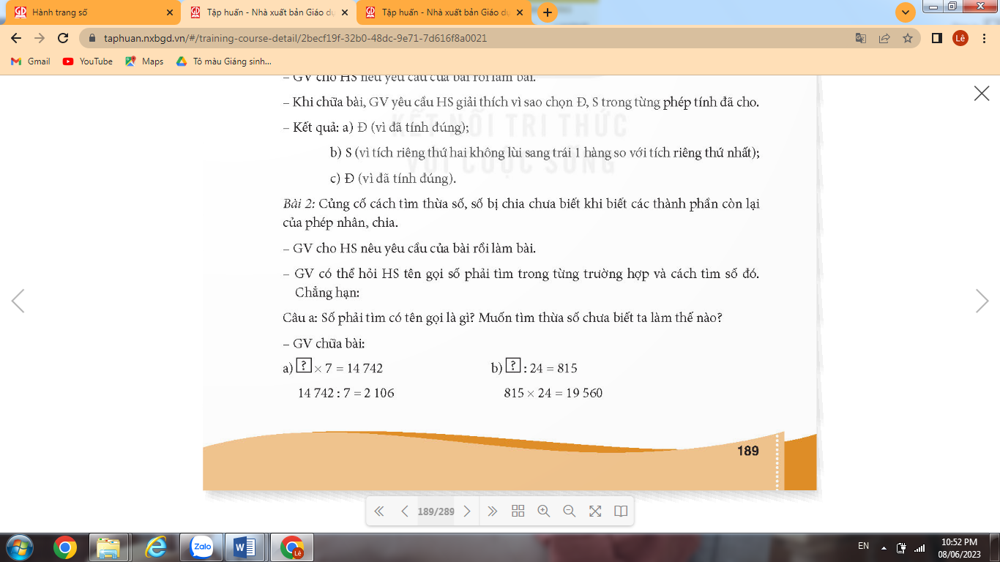 Hành trang số
Tập huấn - Nhà xuất bản Giáo dụ
Tập huấn - Nhà xuất bản Giáo dụ
taphuan.nxbgd.vn/#/training-course-detail/2becf19f-32b0-48dc-9e71-7d616f8a0021
Lê
Gmail
YouTube
Maps
Tô màu Giáng sinh...
– GV cho HS nêu yêu cầu của bài rồi làm bài.
– Khi chữa bài, GV yêu cầu HS giải thích vì sao chọn Đ, S trong từng phép tính đã cho.
KẾT NỐI TRI THỨC
– Kết quả: a) Đ (vì đã tính đúng);
b) S (vì tích riêng thứ hai không lùi sang trái 1 hàng so với tích riêng thứ nhất);
VỚI CUỘC SỐNG
c) Đ (vì đã tính đúng).
Bài 2: Củng cố cách tìm thừa số, số bị chia chưa biết khi biết các thành phần còn lại
của phép nhân, chia.
– GV cho HS nêu yêu cầu của bài rồi làm bài.
– GV có thể hỏi HS tên gọi số phải tìm trong từng trường hợp và cách tìm số đó.
Chẳng hạn:
Câu a: Số phải tìm có tên gọi là gì? Muốn tìm thừa số chưa biết ta làm thế nào?
– GV chữa bài:
a) ? × 7 = 14 742
b) ? : 24 = 815
14 742 : 7 = 2 106
815 × 24 = 19 560
189
189/289
Zalo
W
Lê
EN
10:52 PM
08/06/2023